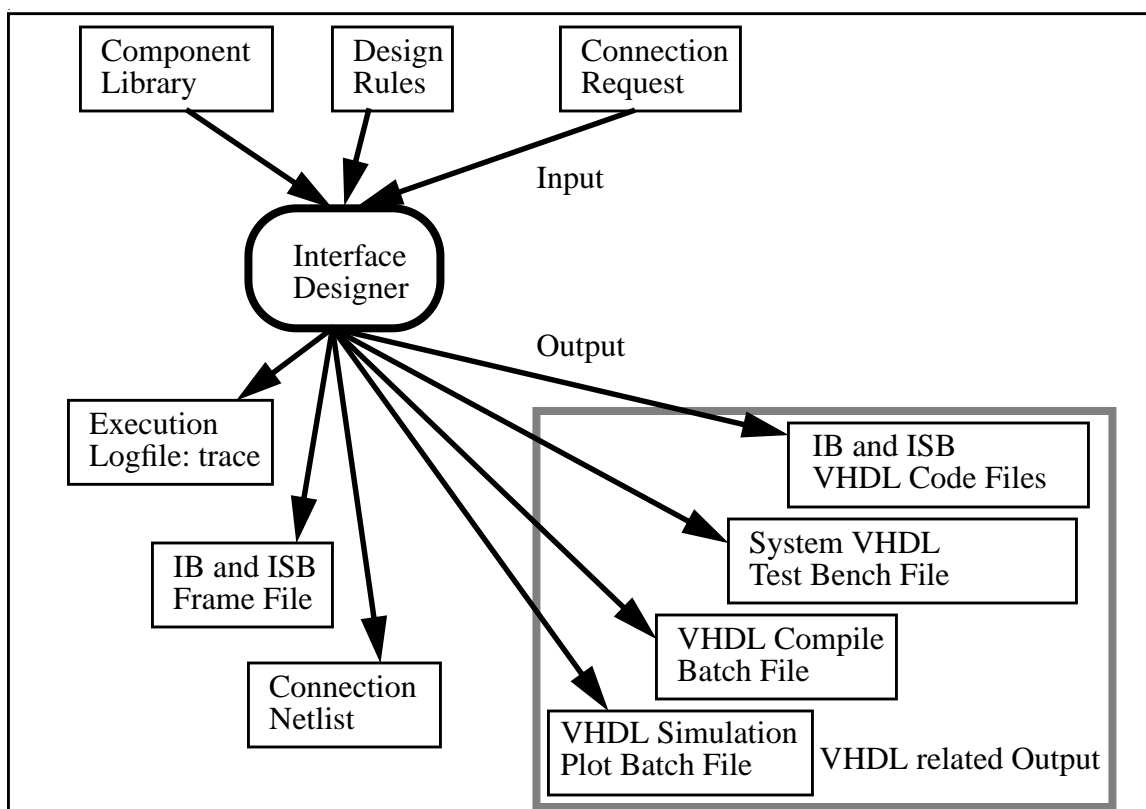 Component
Library
Design
Rules
Connection
Request
Input
Interface
Designer
Output
Execution
Logfile: trace
IB and ISB
VHDL Code Files
System VHDL
Test Bench File
IB and ISB
Frame File
VHDL Compile
Batch File
Connection
Netlist
VHDL Simulation
Plot Batch File
VHDL related Output